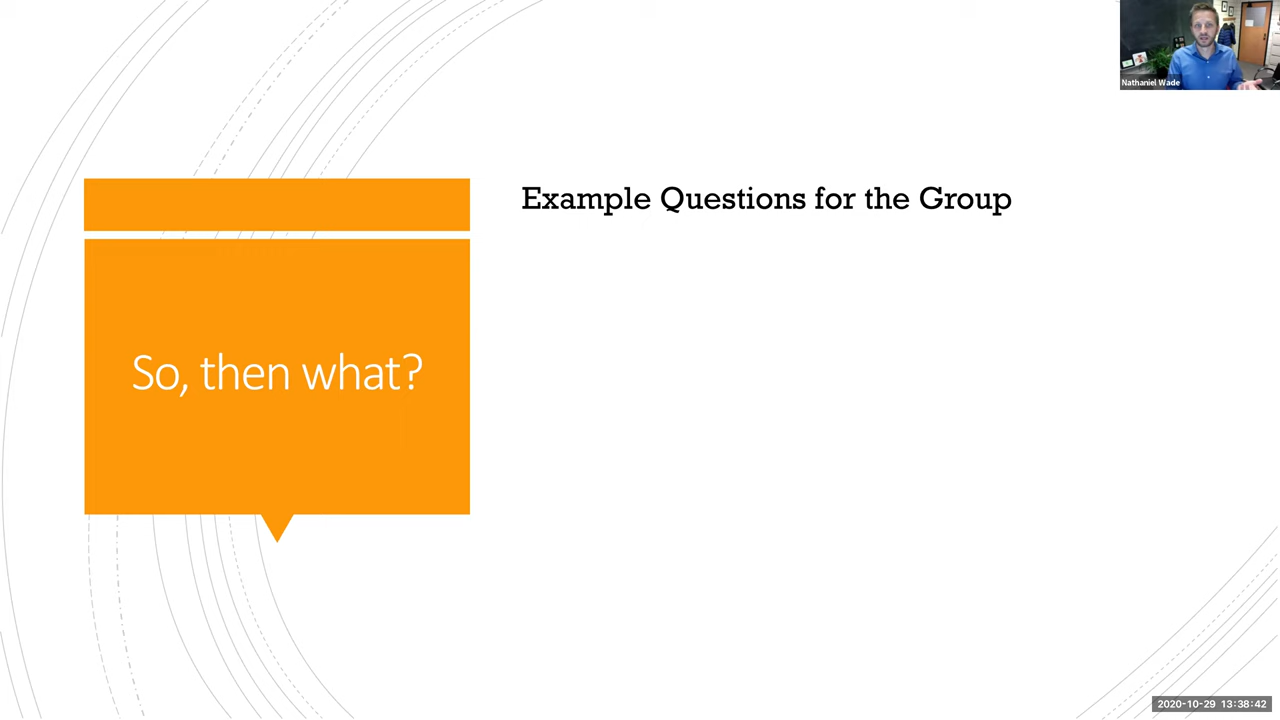 Nathaniel Wade
Example Questions for the Group
So, then what?
2020-10-29 13:38:42